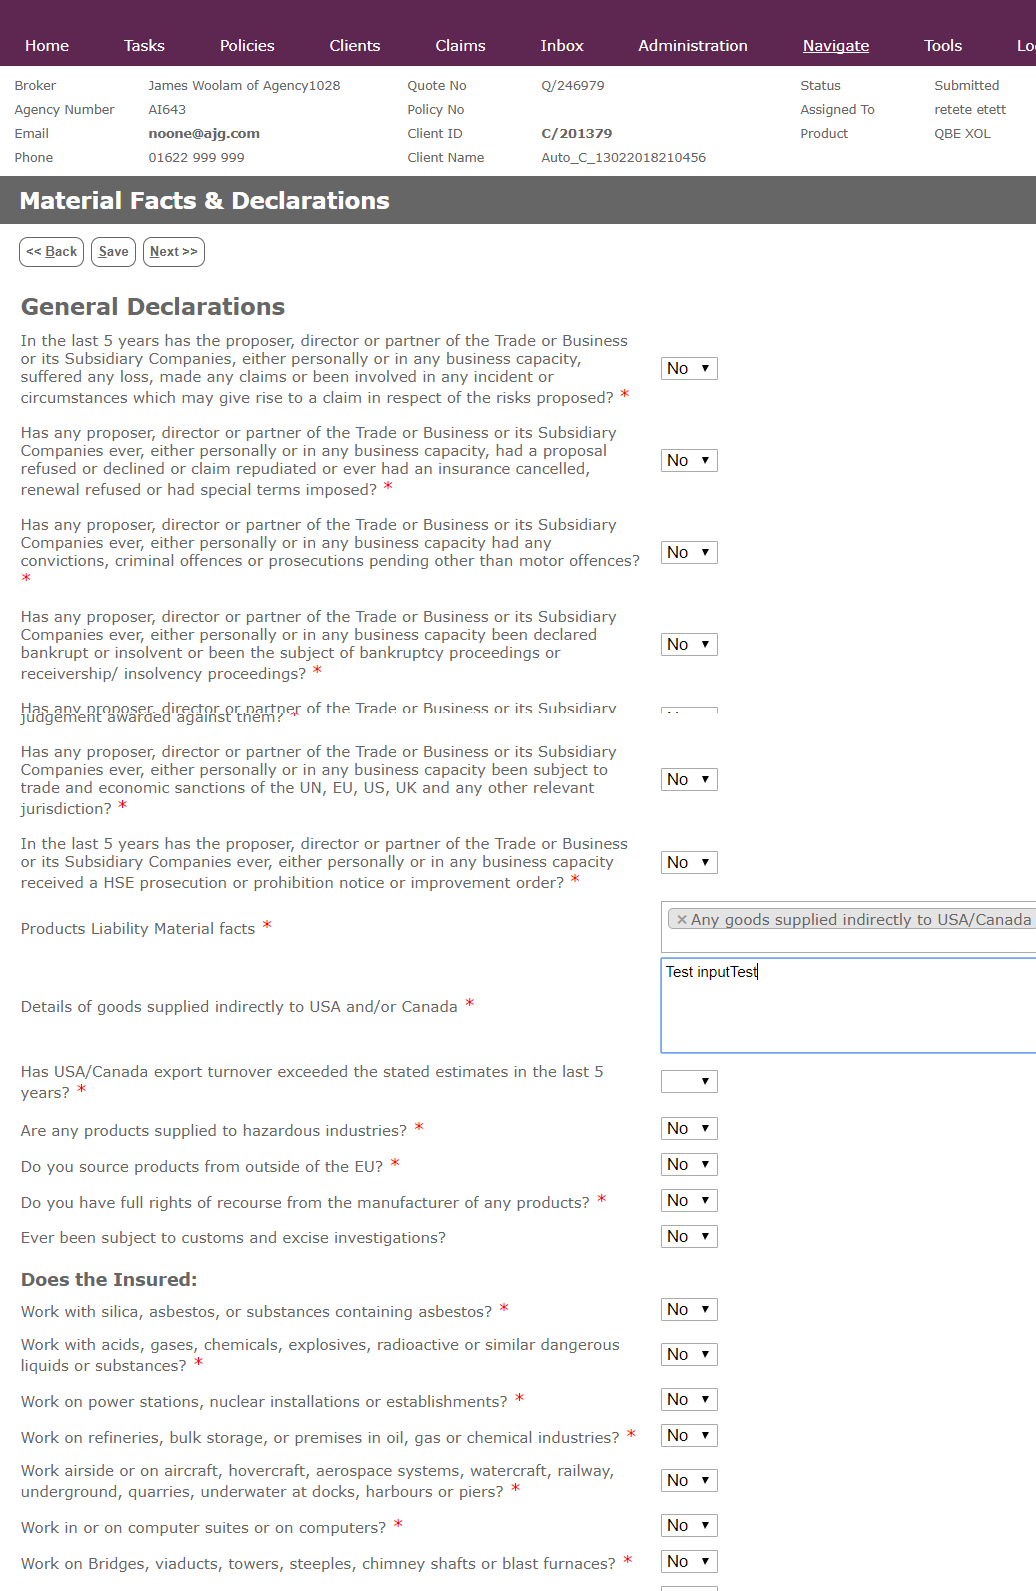 Home Tasks Policies Clients Claims Inbox Administration Navigate Tools
Broker James Woolam of Agency1028 Quote No Q/246979 Status Submitted
Agency Number AI643 Policy No Assigned To retete etett
Email noone@ajg.com Client ID C/201379 Product QBE XOL
Phone 01622 999 999 Client Name Auto_C_13022018210456
Material Facts & Declarations
<< Back Save Next >>
General Declarations
In the last 5 years has the proposer, director or partner of the Trade or Business
or its Subsidiary Companies, either personally or in any business capacity,
suffered any loss, made any claims or been involved in any incident or
circumstances which may give rise to a claim in respect of the risks proposed? *
No
Has any proposer, director or partner of the Trade or Business or its Subsidiary
Companies ever, either personally or in any business capacity, had a proposal
refused or declined or claim repudiated or ever had an insurance cancelled,
renewal refused or had special terms imposed? *
No
Has any proposer, director or partner of the Trade or Business or its Subsidiary
Companies ever, either personally or in any business capacity had any
convictions, criminal offences or prosecutions pending other than motor offences?
*
No
Has any proposer, director or partner of the Trade or Business or its Subsidiary
Companies ever, either personally or in any business capacity been declared
bankrupt or insolvent or been the subject of bankruptcy proceedings or
receivership/ insolvency proceedings? *
No
Has any proposer, director or partner of the Trade or Business or its Subsidiary
judgement awarded against them? *
Has any proposer, director or partner of the Trade or Business or its Subsidiary
Companies ever, either personally or in any business capacity been subject to
trade and economic sanctions of the UN, EU, US, UK and any other relevant
jurisdiction? *
No
In the last 5 years has the proposer, director or partner of the Trade or Business
or its Subsidiary Companies ever, either personally or in any business capacity
received a HSE prosecution or prohibition notice or improvement order? *
No
Products Liability Material facts *
×Any goods supplied indirectly to USA/Canada
Details of goods supplied indirectly to USA and/or Canada *
Test inputTest
Has USA/Canada export turnover exceeded the stated estimates in the last 5
years? *
Are any products supplied to hazardous industries? * No
Do you source products from outside of the EU? * No
Do you have full rights of recourse from the manufacturer of any products? * No
Ever been subject to customs and excise investigations? No
Does the Insured:
Work with silica, asbestos, or substances containing asbestos? * No
Work with acids, gases, chemicals, explosives, radioactive or similar dangerous
liquids or substances? *
No
Work on power stations, nuclear installations or establishments? * No
Work on refineries, bulk storage, or premises in oil, gas or chemical industries? * No
Work airside or on aircraft, hovercraft, aerospace systems, watercraft, railway,
underground, quarries, underwater at docks, harbours or piers? *
No
Work in or on computer suites or on computers? * No
Work on Bridges, viaducts, towers, steeples, chimney shafts or blast furnaces? * No